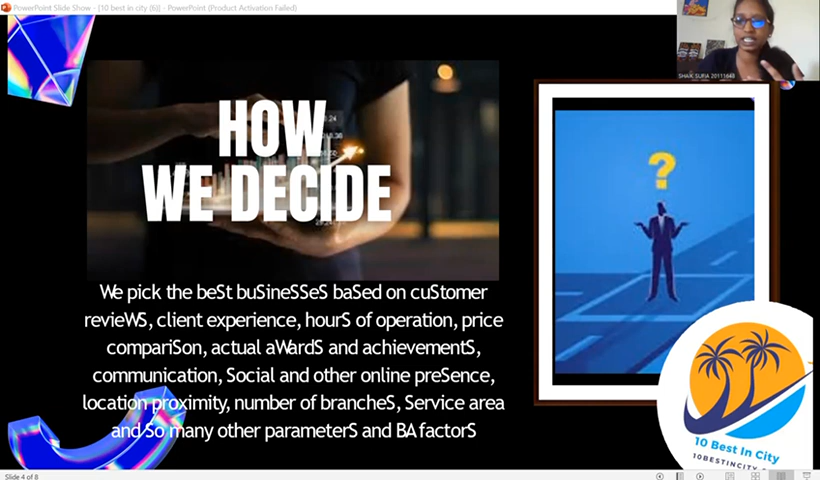 PowerPoint Slide Show - [10 best in city (6)] - PowerPoint (Product Activation Failed)
HOW
WE DECIDE
?
We pick the beSt buSineSSeS baSed on cuStomer
revieWS, client experience, hourS of operation, price
compariSon, actual aWardS and achievementS,
communication, Social and other online preSence,
location proximity, number of brancheS, Service area
and So many other parameterS and BA factorS
10 Best In City
10BESTINCITY
Slide 4 of 8